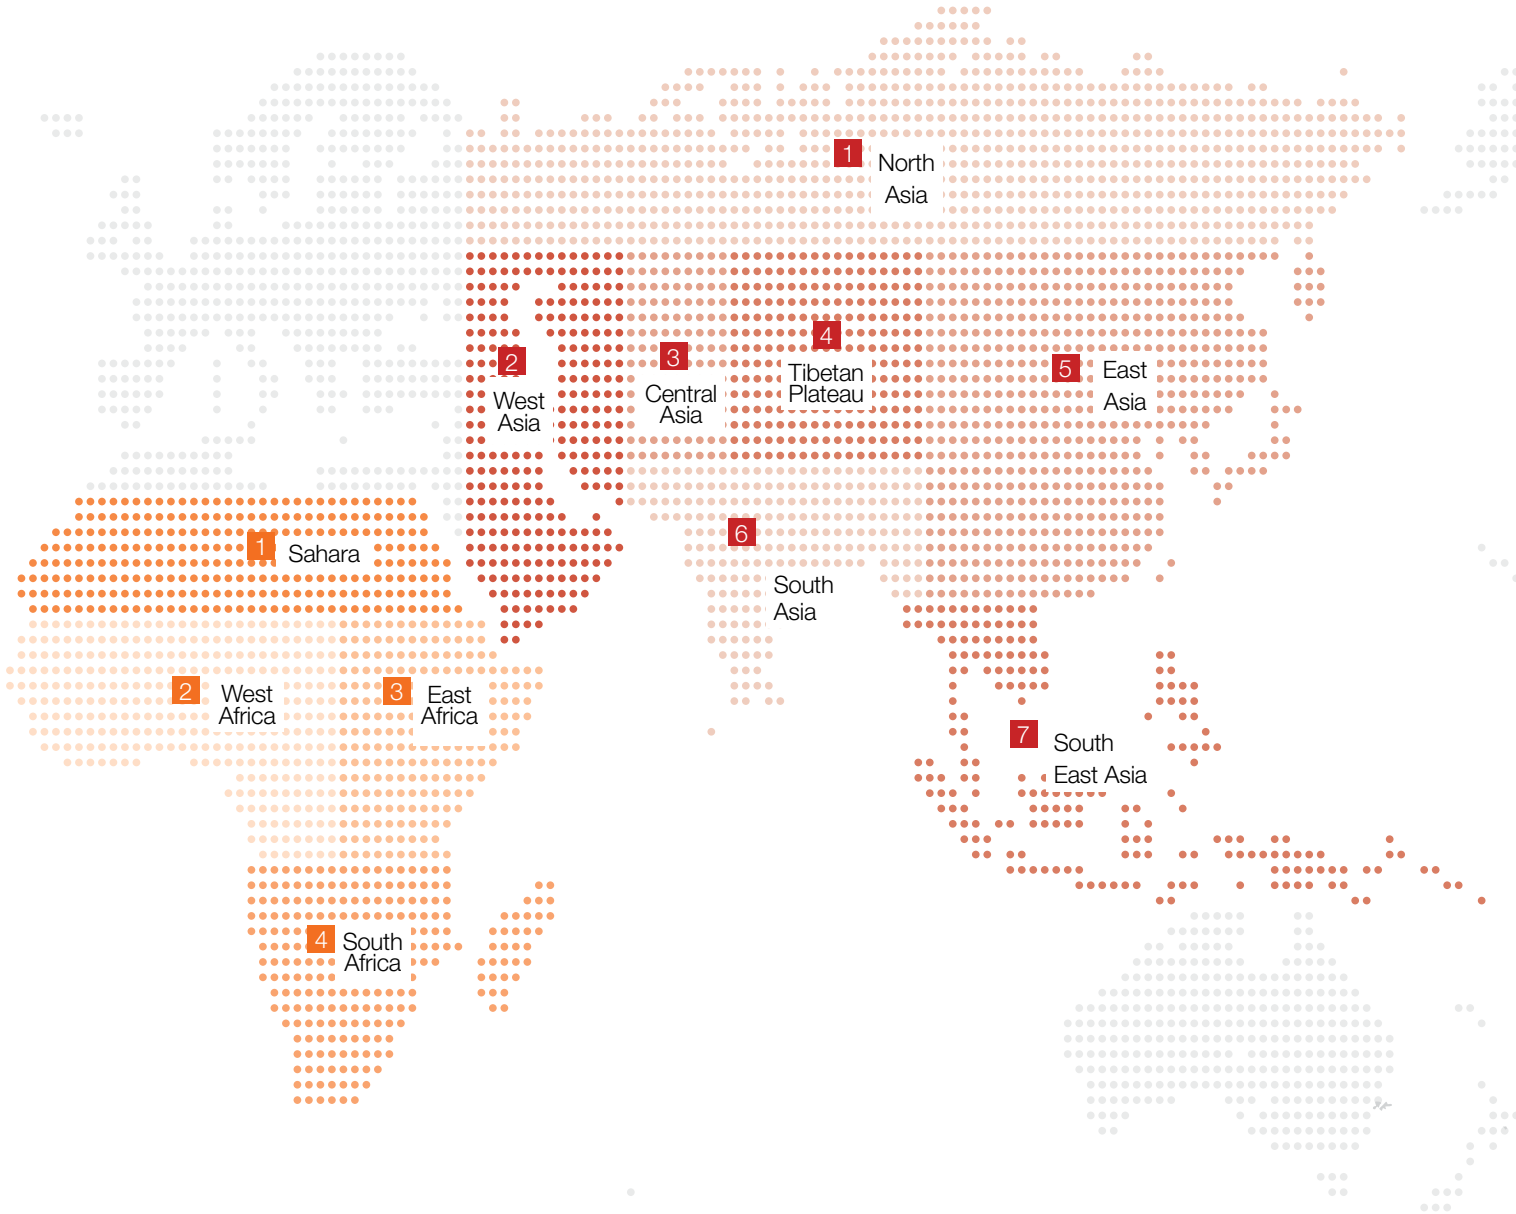 1
North
Asia
2
West
Asia
3
Central
Asia
4
Tibetan
Plateau
5
East
Asia
6
South
Asia
7
South
East Asia
1
Sahara
2
West
Africa
3
East
Africa
4
South
Africa